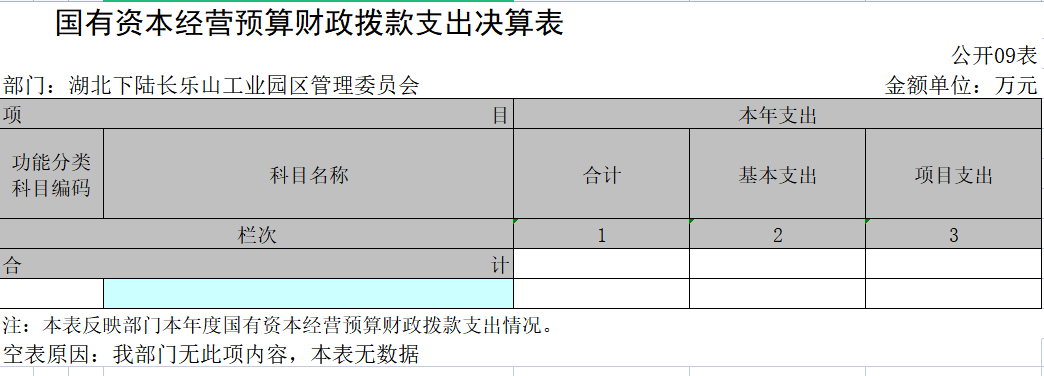 国有资本经营预算财政拨款支出决算表
公开09表
部门：湖北下陆长乐山工业园区管理委员会 金额单位：万元
项 目 本年支出
功能分类
科目编码 科目名称 合计 基本支出 项目支出
栏次 1 2 3
合 计
注：本表反映部门本年度国有资本经营预算财政拨款支出情况。
空表原因：我部门无此项内容，本表无数据